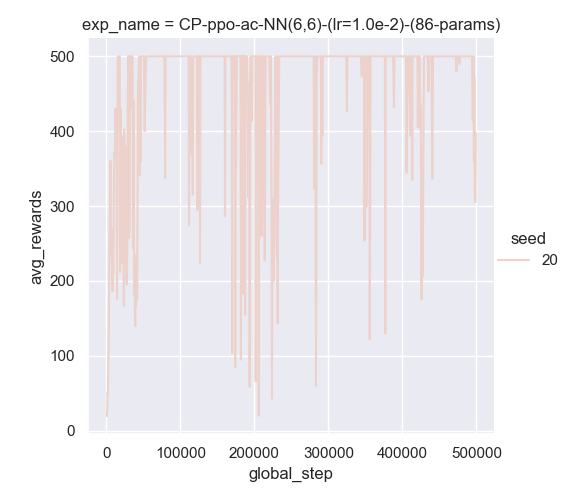 exp_name = CP-ppo-ac-NN(6,6)-(lr=1.0e-2)-(86-params)
500
400
300
200
100
0
avg_rewards
0 100000 200000 300000 400000 500000
global_step
seed
20